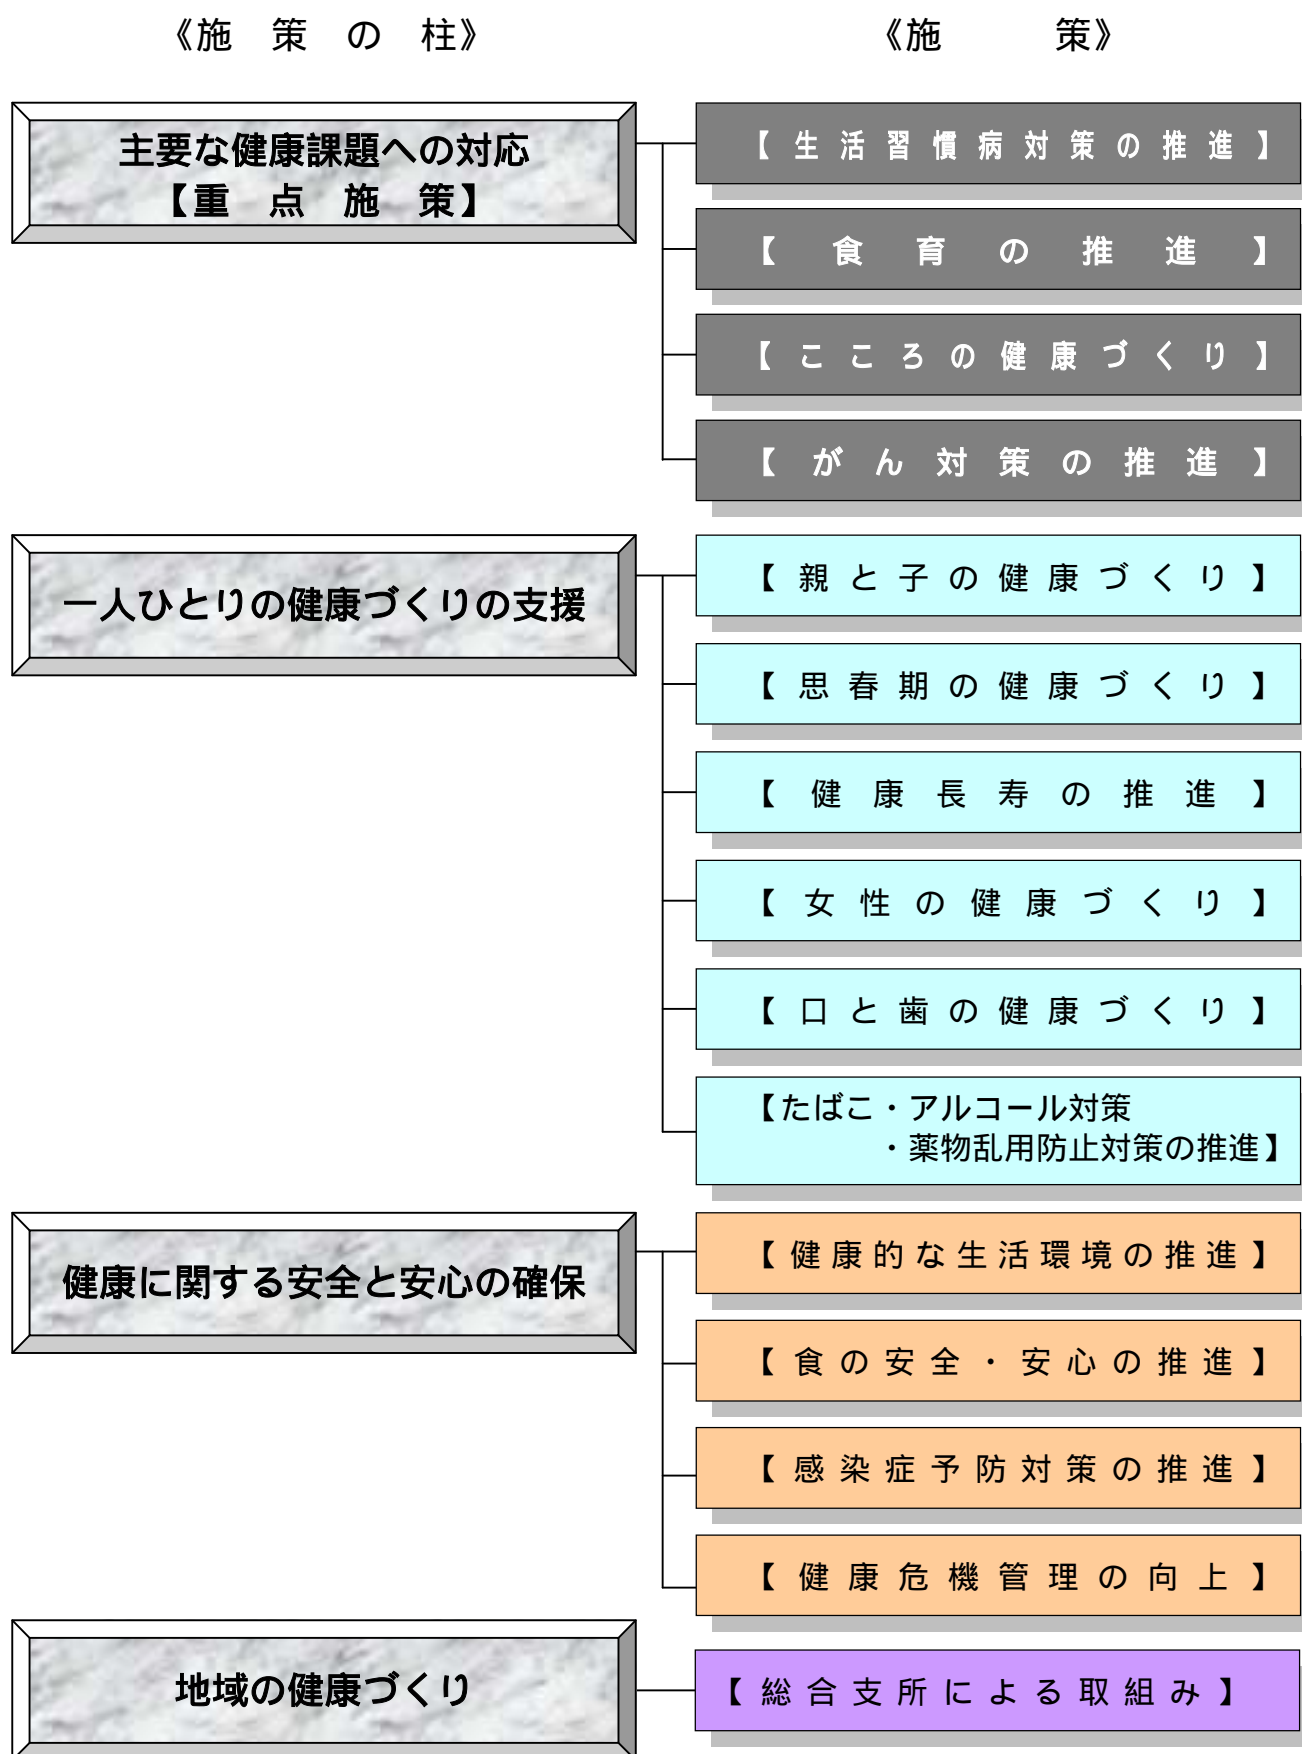 《施　策　の　柱》
《施　　　策》
主要な健康課題への対応
【重　点　施　策】
【生活習慣病対策の推進】
【食育の推進】
【こころの健康づくり】
【がん対策の推進】
一人ひとりの健康づくりの支援
【親と子の健康づくり】
【思春期の健康づくり】
【健康長寿の推進】
【女性の健康づくり】
【口と歯の健康づくり】
【たばこ・アルコール対策
・薬物乱用防止対策の推進】
健康に関する安全と安心の確保
【健康的な生活環境の推進】
【食の安全・安心の推進】
【感染症予防対策の推進】
【健康危機管理の向上】
地域の健康づくり
【総合支所による取組み】